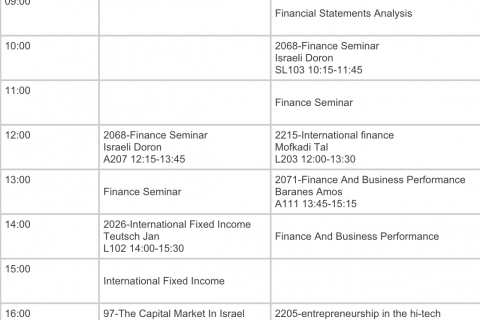 09:00
Financial Statements Analysis
10:00
2068-Finance Seminar
Israeli Doron
SL103 10:15-11:45
11:00
Finance Seminar
12:00
2068-Finance Seminar
Israeli Doron
A207 12:15-13:45
2215-International finance
Mofkadi Tal
L203 12:00-13:30
13:00
Finance Seminar
2071-Finance And Business Performance
Baranes Amos
A111 13:45-15:15
14:00
2026-International Fixed Income
Teutsch Jan
L102 14:00-15:30
Finance And Business Performance
15:00
International Fixed Income
16:00
97-The Capital Market In Israel
2205-entrepreneurship in the hi-tech